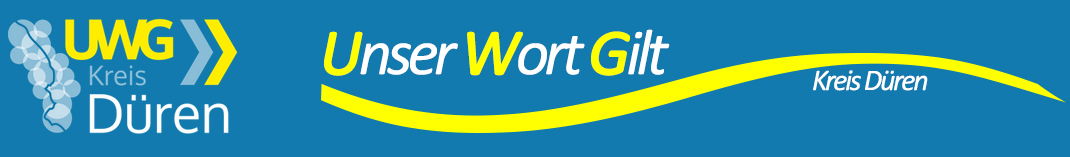 UWG
Kreis
Düren
Unser Wort Gilt
Kreis Düren